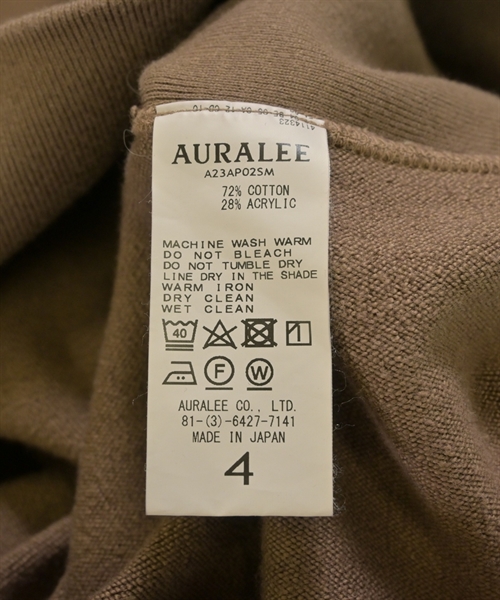 AURALEE
A23AP02SM
72% COTTON
28% ACRYLIC
MACHINE WASH WARM
DO NOT BLEACH
DO NOT TUMBLE DRY
LINE DRY IN THE SHADE
WARM IRON
DRY CLEAN
WET CLEAN
40
F W
AURALEE CO., LTD.
81-(3)-6427-7141
MADE IN JAPAN
4